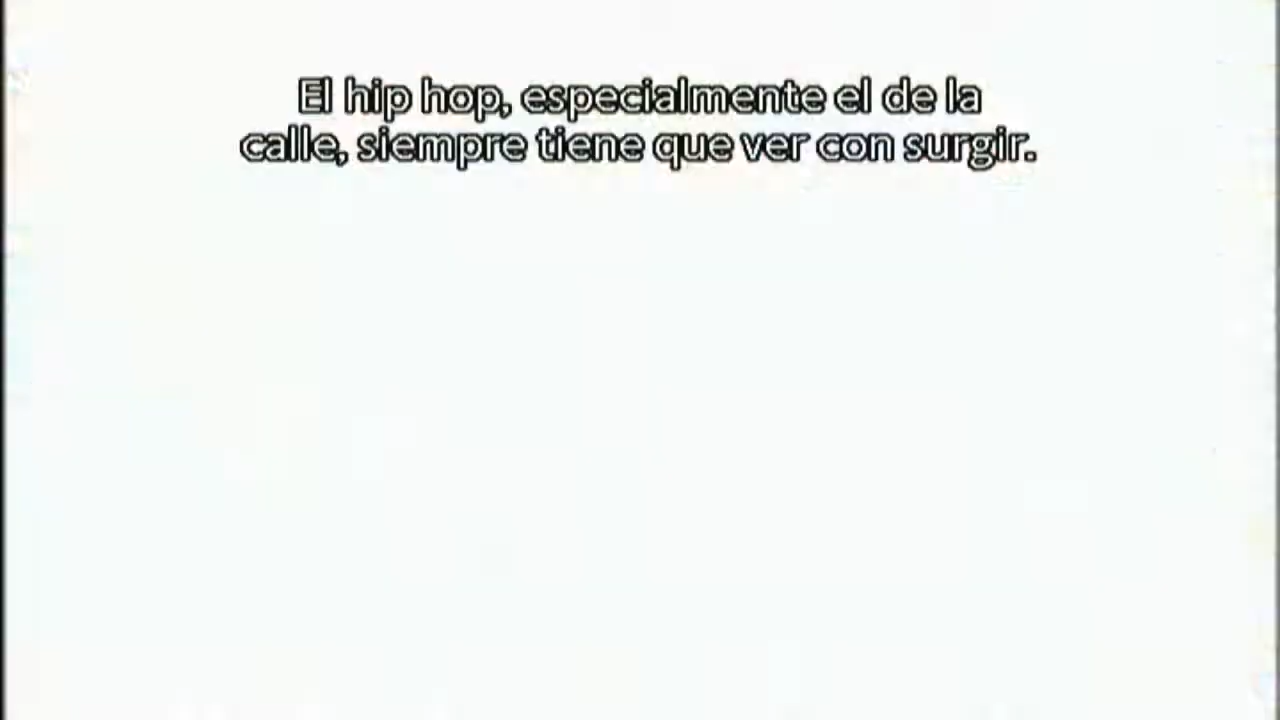 El hip hop, especialmente el de la
calle, siempre tiene que ver con surgir.